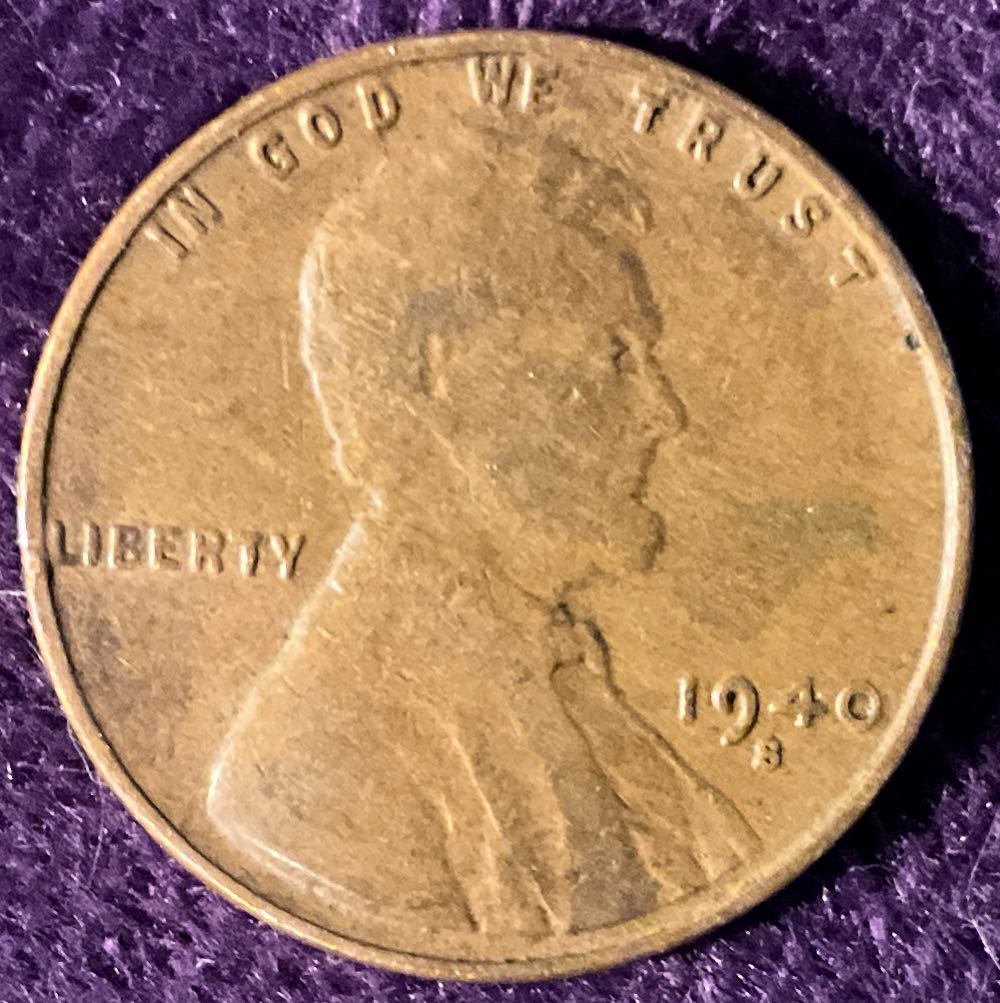 IN GOD WE TRUST
LIBERTY
1940
S